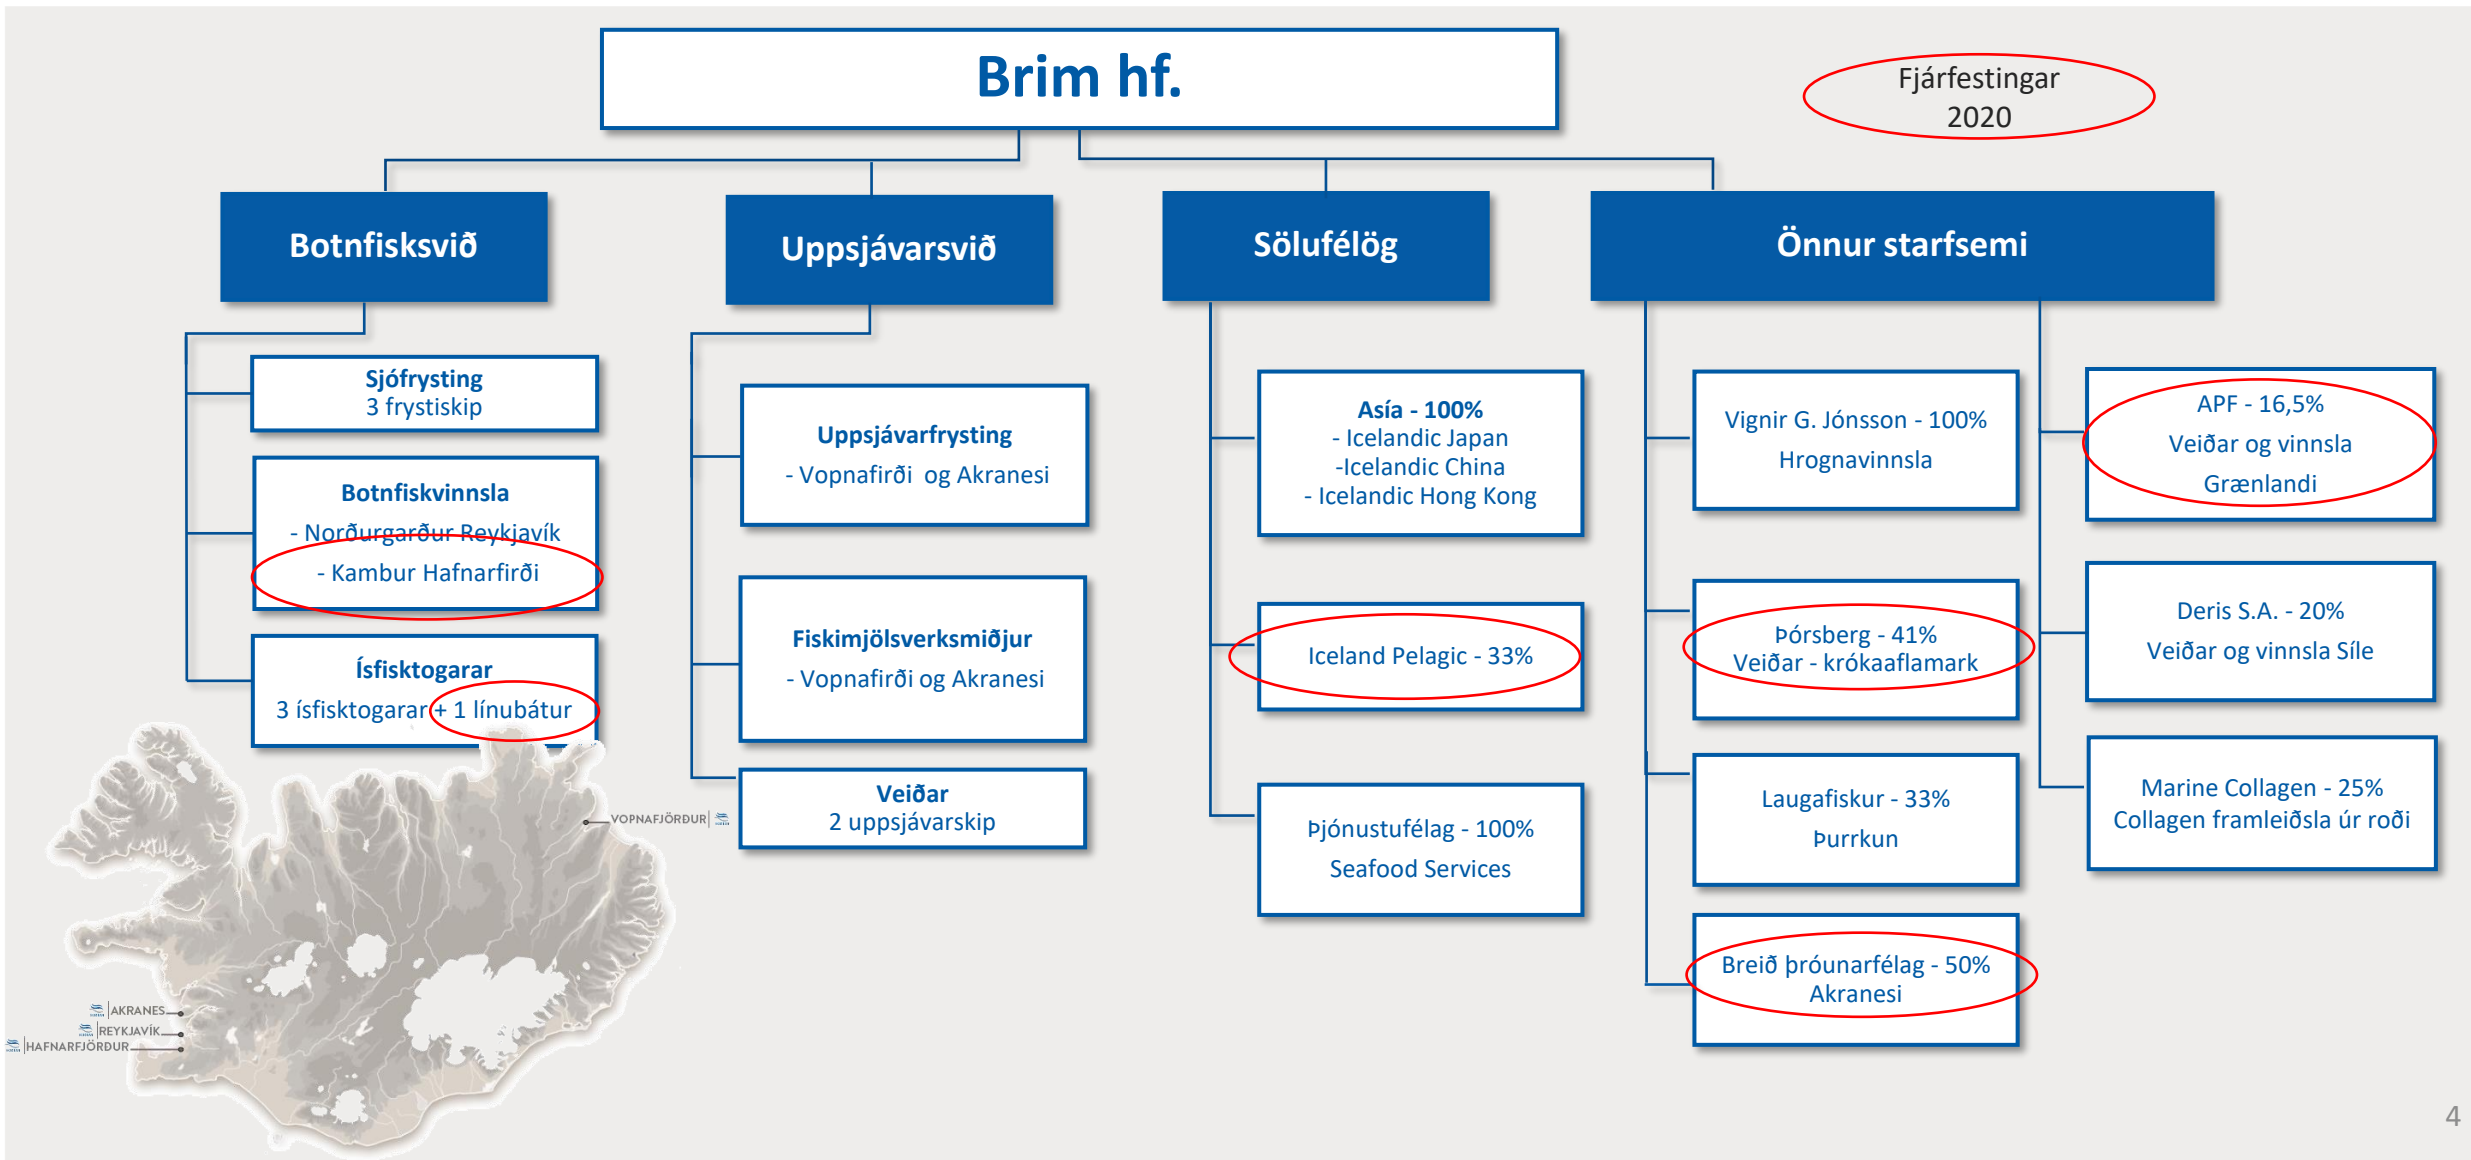 Brim hf.
Fjárfestingar
2020
Botnfisksvið
Sjófrysting
3 frystiskip
Botnfiskvinnsla
- Norðurgarður Reykjavík
- Kambur Hafnarfirði
Ísfisktogarar
3 ísfisktogarar + 1 línubátur
Uppsjávarsvið
Uppsjávarfrysting
- Vopnafirði og Akranesi
Fiskimjölsverksmiðjur
- Vopnafirði og Akranesi
Veiðar
2 uppsjávarskip
Sölufélög
Asía - 100%
- Icelandic Japan
-Icelandic China
- Icelandic Hong Kong
Iceland Pelagic - 33%
Þjónustufélag - 100%
Seafood Services
Önnur starfsemi
Vignir G. Jónsson - 100%
Hrognavinnsla
Þórsberg - 41%
Veiðar - krókaaflamark
Laugafiskur - 33%
Þurrkun
Breið þróunarfélag - 50%
Akranesi
APF - 16,5%
Veiðar og vinnsla
Grænlandi
Deris S.A. - 20%
Veiðar og vinnsla Síle
Marine Collagen - 25%
Collagen framleiðsla úr roði
VOPNAFJÖRDUR
AKRANES
REYKJAVÍK
HAFNARFJÖRDUR
4